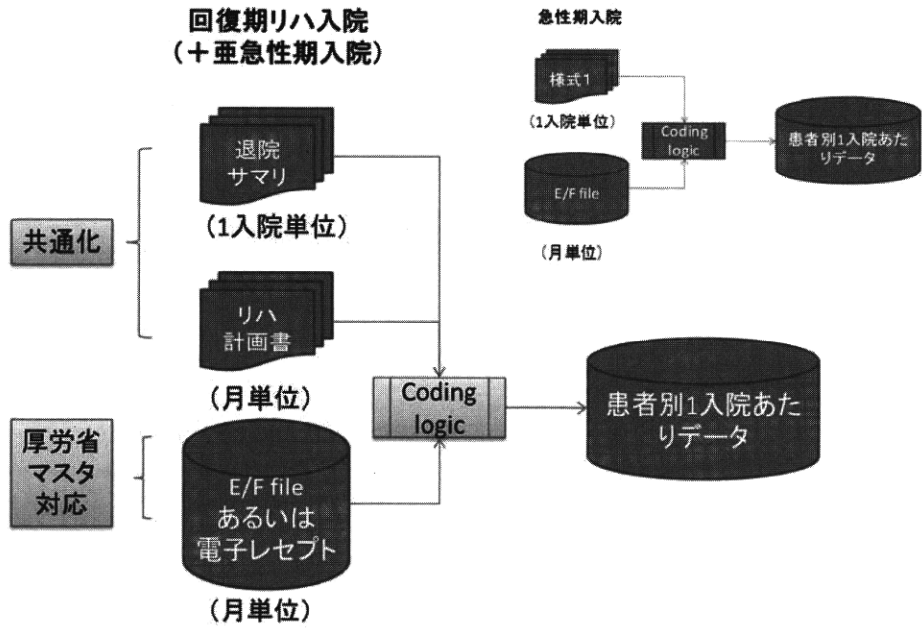 回復期リハ入院
（＋亜急性期入院）
退院
サマリ
（1入院単位）
共通化
リハ
計画書
（月単位）
Coding
logic
患者別1入院あた
りデータ
厚労省
マスタ
対応
E/F file
あるいは
電子レセプト
（月単位）
急性期入院
様式1
（1入院単位）
Coding
logic
患者別1入院あた
りデータ
E/F file
（月単位）